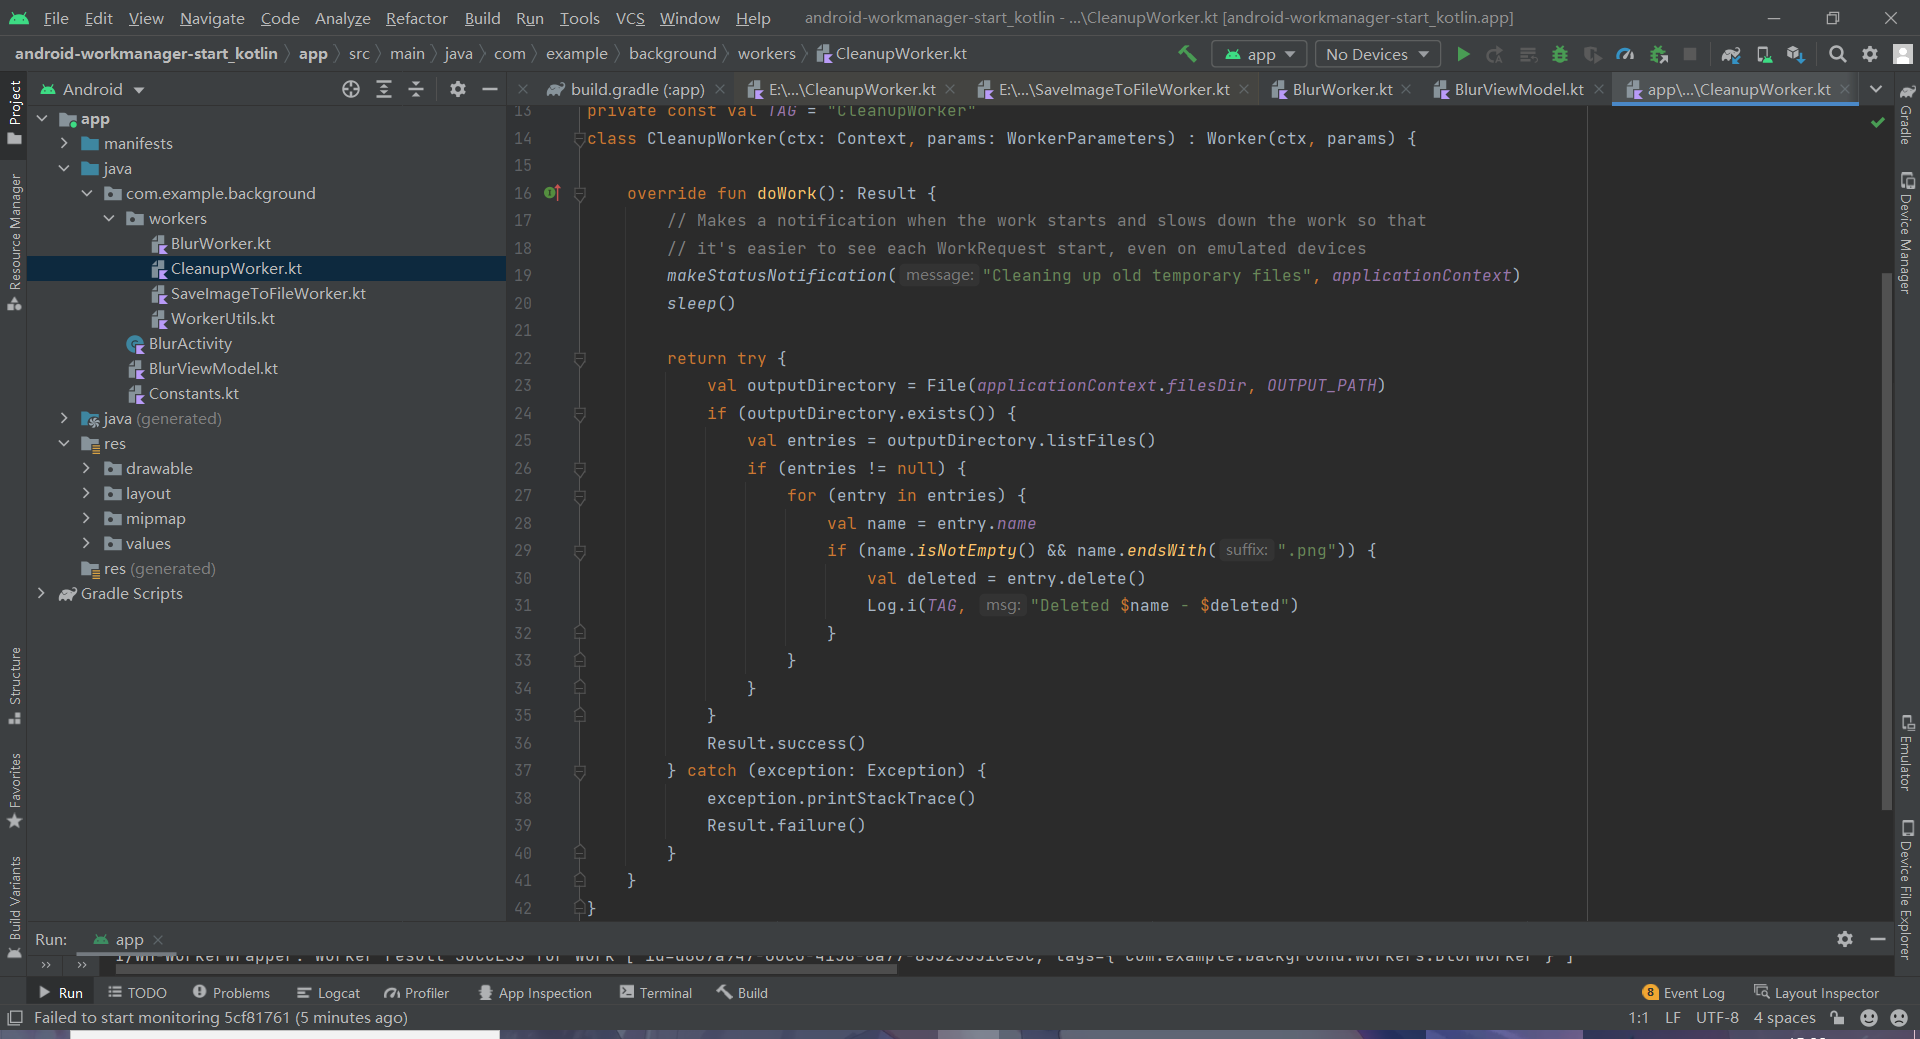 File Edit View Navigate Code Analyze Refactor Build Run Tools VCS Window Help android-workmanager-start_kotlin - ...\CleanupWorker.kt [android-workmanager-start_kotlin.app]
android-workmanager-start_kotlin app src main java com example background workers CleanupWorker.kt app No Devices
Android
build.gradle (:app) E:\...\CleanupWorker.kt E:\...\SaveImageToFileWorker.kt BlurWorker.kt BlurViewModel.kt app\...\CleanupWorker.kt
Project
Resource Manager
Structure
Favorites
Build Variants
app
manifests
java
com.example.background
workers
BlurWorker.kt
CleanupWorker.kt
SaveImageToFileWorker.kt
WorkerUtils.kt
BlurActivity
BlurViewModel.kt
Constants.kt
java (generated)
res
drawable
layout
mipmap
values
res (generated)
Gradle Scripts
13 private const val TAG = "CleanupWorker"
14 class CleanupWorker(ctx: Context, params: WorkerParameters) : Worker(ctx, params) {
15
16 override fun doWork(): Result {
17 // Makes a notification when the work starts and slows down the work so that
18 // it's easier to see each WorkRequest start, even on emulated devices
19 makeStatusNotification( message: "Cleaning up old temporary files", applicationContext)
20 sleep()
21
22 return try {
23 val outputDirectory = File(applicationContext.filesDir, OUTPUT_PATH)
24 if (outputDirectory.exists()) {
25 val entries = outputDirectory.listFiles()
26 if (entries != null) {
27 for (entry in entries) {
28 val name = entry.name
29 if (name.isNotEmpty() && name.endsWith( suffix: ".png")) {
30 val deleted = entry.delete()
31 Log.i(TAG, msg: "Deleted $name - $deleted")
32 }
33 }
34 }
35 }
36 Result.success()
37 } catch (exception: Exception) {
38 exception.printStackTrace()
39 Result.failure()
40 }
41 }
42 }
Gradle
Device Manager
Emulator
Device File Explorer
Run: app
Run TODO Problems Logcat Profiler App Inspection Terminal Build 8 Event Log Layout Inspector
Failed to start monitoring 5cf81761 (5 minutes ago) 1:1 LF UTF-8 4 spaces